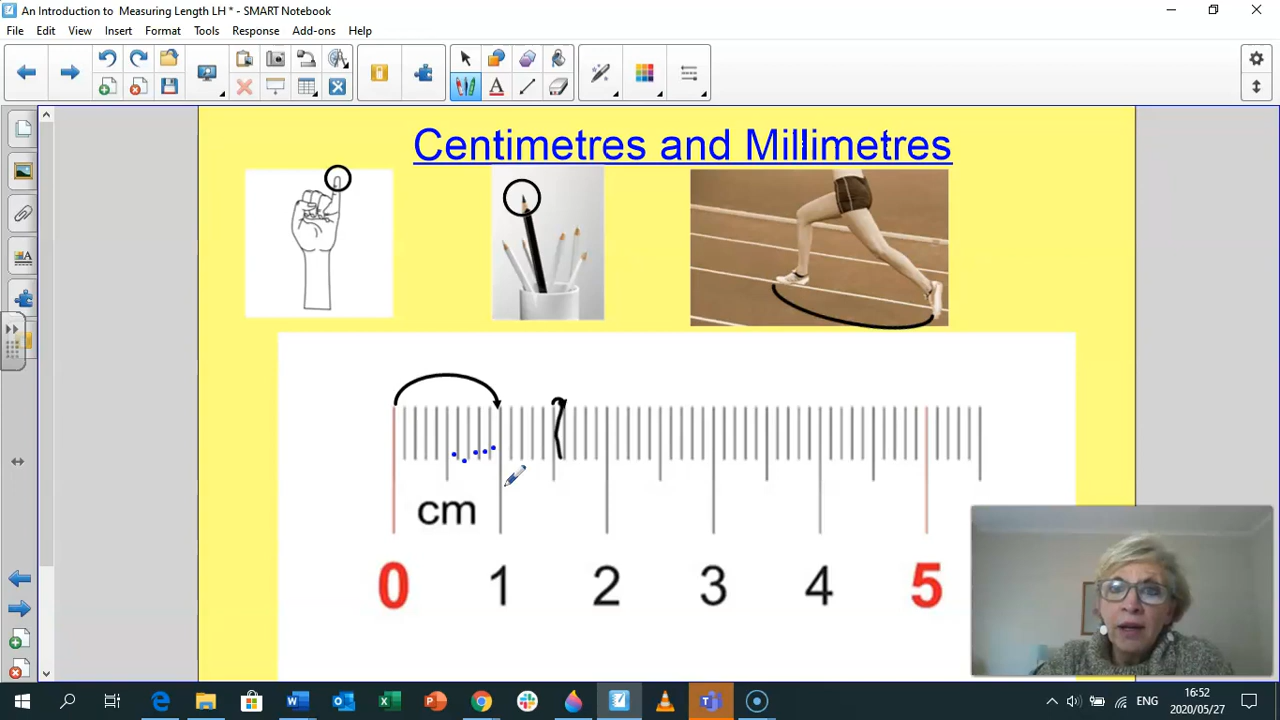 An Introduction to  Measuring Length LH * - SMART Notebook
File Edit View Insert Format Tools Response Add-ons Help
Centimetres and Millimetres
cm
0 1 2 3 4 5
ENG
16:52
2020/05/27